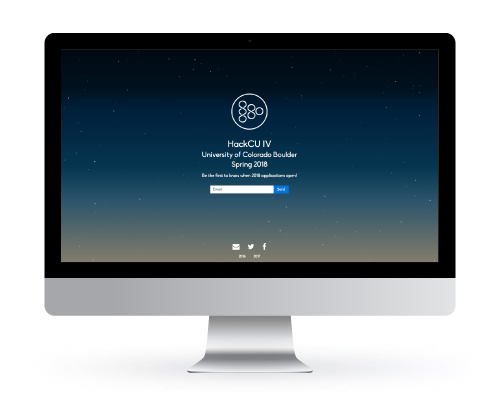 HackCU IV
University of Colorado Boulder
Spring 2018
Be the first to know when 2018 applications open!
Email Send
2016 2017